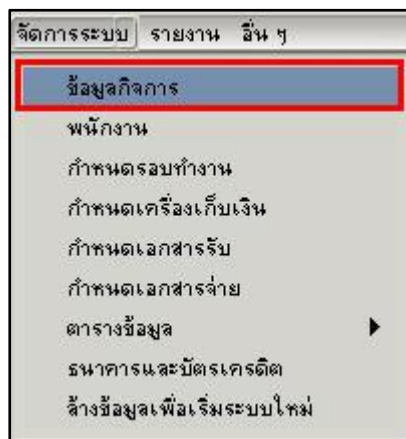 จัดการระบบ รายงาน อื่น ๆ
ข้อมูลกิจการ
พนักงาน
กำหนดรอบทำงาน
กำหนดเครื่องเก็บเงิน
กำหนดเอกสารรับ
กำหนดเอกสารจ่าย
ตารางข้อมูล
ธนาคารและบัตรเครดิต
ล้างข้อมูลเพื่อเริ่มระบบใหม่